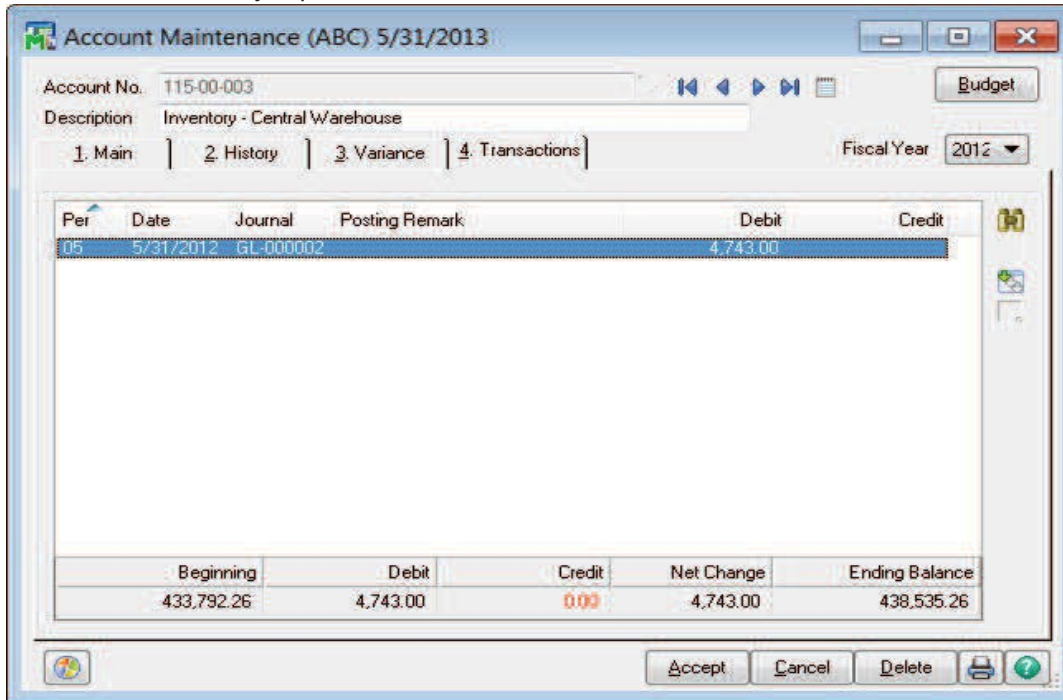 Account Maintenance (ABC) 5/31/2013
Account No. 115-00-003 Budget
Description Inventory - Central Warehouse
1. Main 2. History 3. Variance 4. Transactions Fiscal Year 2012
Per Date Journal Posting Remark Debit Credit
05 5/31/2012 GL-000002 4,743.00
Beginning Debit Credit Net Change Ending Balance
433,792.26 4,743.00 0.00 4,743.00 438,535.26
Accept Cancel Delete